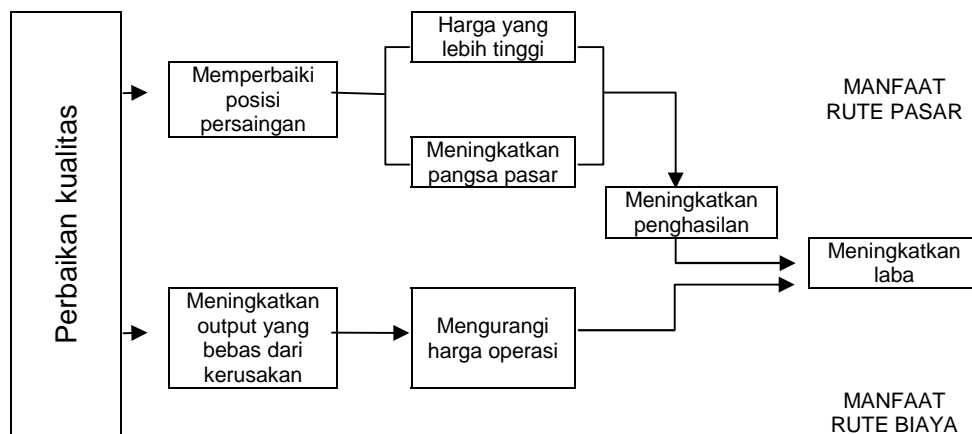 Perbaikan kualitas
Memperbaiki
posisi
persaingan
Harga yang
lebih tinggi
Meningkatkan
pangsa pasar
MANFAAT
RUTE PASAR
Meningkatkan
penghasilan
Meningkatkan
laba
Meningkatkan
output yang
bebas dari
kerusakan
Mengurangi
harga operasi
MANFAAT
RUTE BIAYA